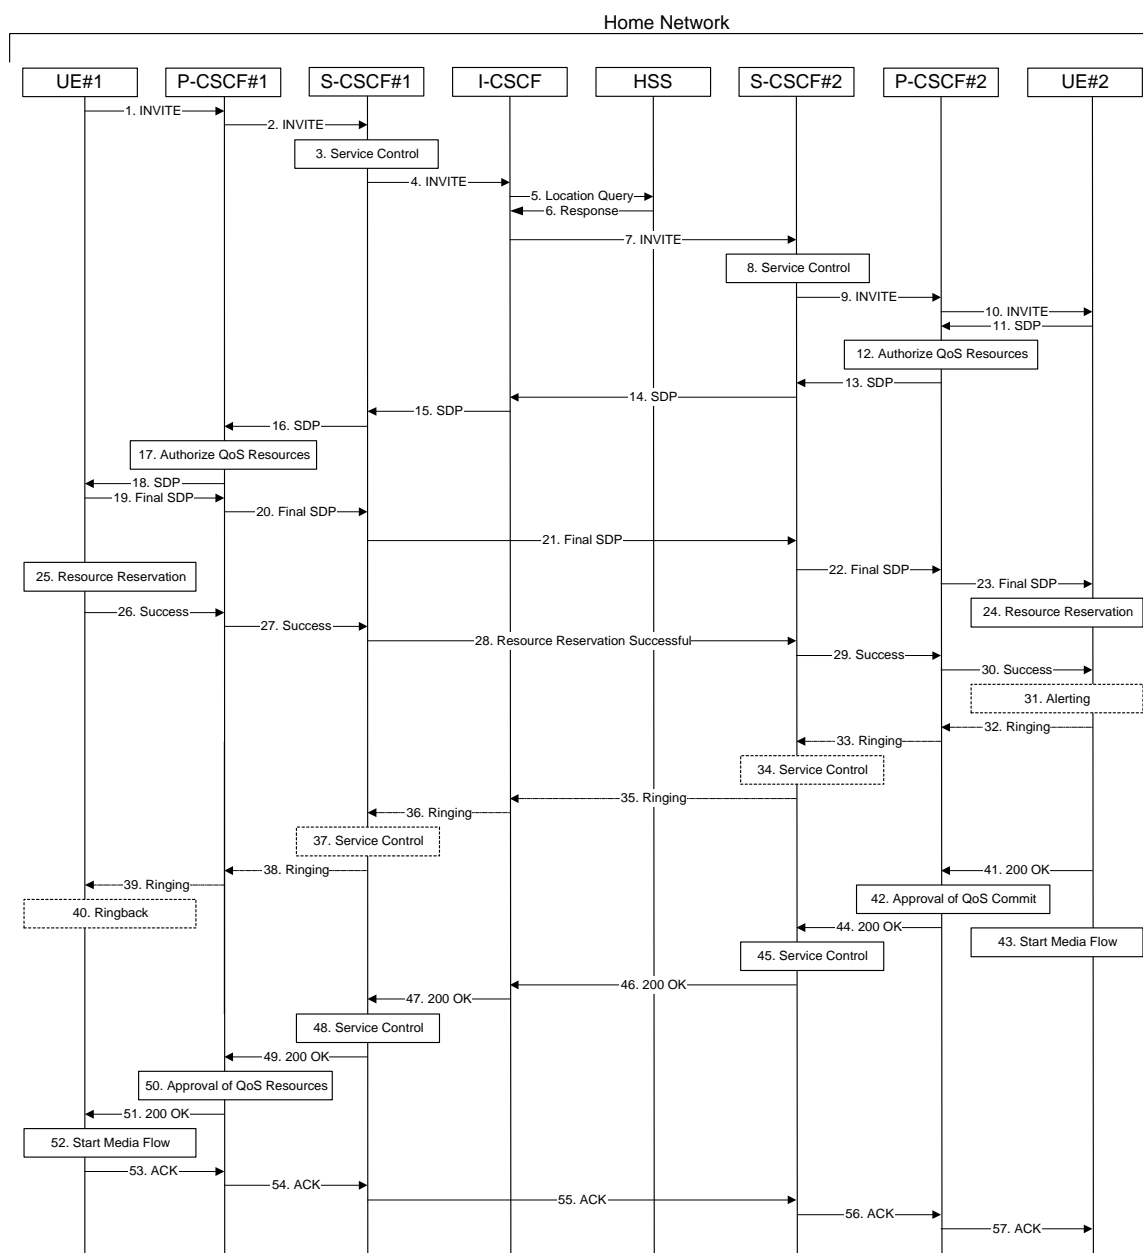 Home Network
UE#1 P-CSCF#1 S-CSCF#1 I-CSCF HSS S-CSCF#2 P-CSCF#2 UE#2
1. INVITE
2. INVITE
3. Service Control
4. INVITE
5. Location Query
6. Response
7. INVITE
8. Service Control
9. INVITE
10. INVITE
11. SDP
12. Authorize QoS Resources
13. SDP
14. SDP
15. SDP
16. SDP
17. Authorize QoS Resources
18. SDP
19. Final SDP
20. Final SDP
21. Final SDP
22. Final SDP
23. Final SDP
25. Resource Reservation
24. Resource Reservation
26. Success
27. Success
28. Resource Reservation Successful
29. Success
30. Success
31. Alerting
32. Ringing
33. Ringing
34. Service Control
35. Ringing
36. Ringing
37. Service Control
38. Ringing
41. 200 OK
39. Ringing
42. Approval of QoS Commit
40. Ringback
44. 200 OK
43. Start Media Flow
45. Service Control
46. 200 OK
47. 200 OK
48. Service Control
49. 200 OK
50. Approval of QoS Resources
51. 200 OK
52. Start Media Flow
53. ACK
54. ACK
55. ACK
56. ACK
57. ACK